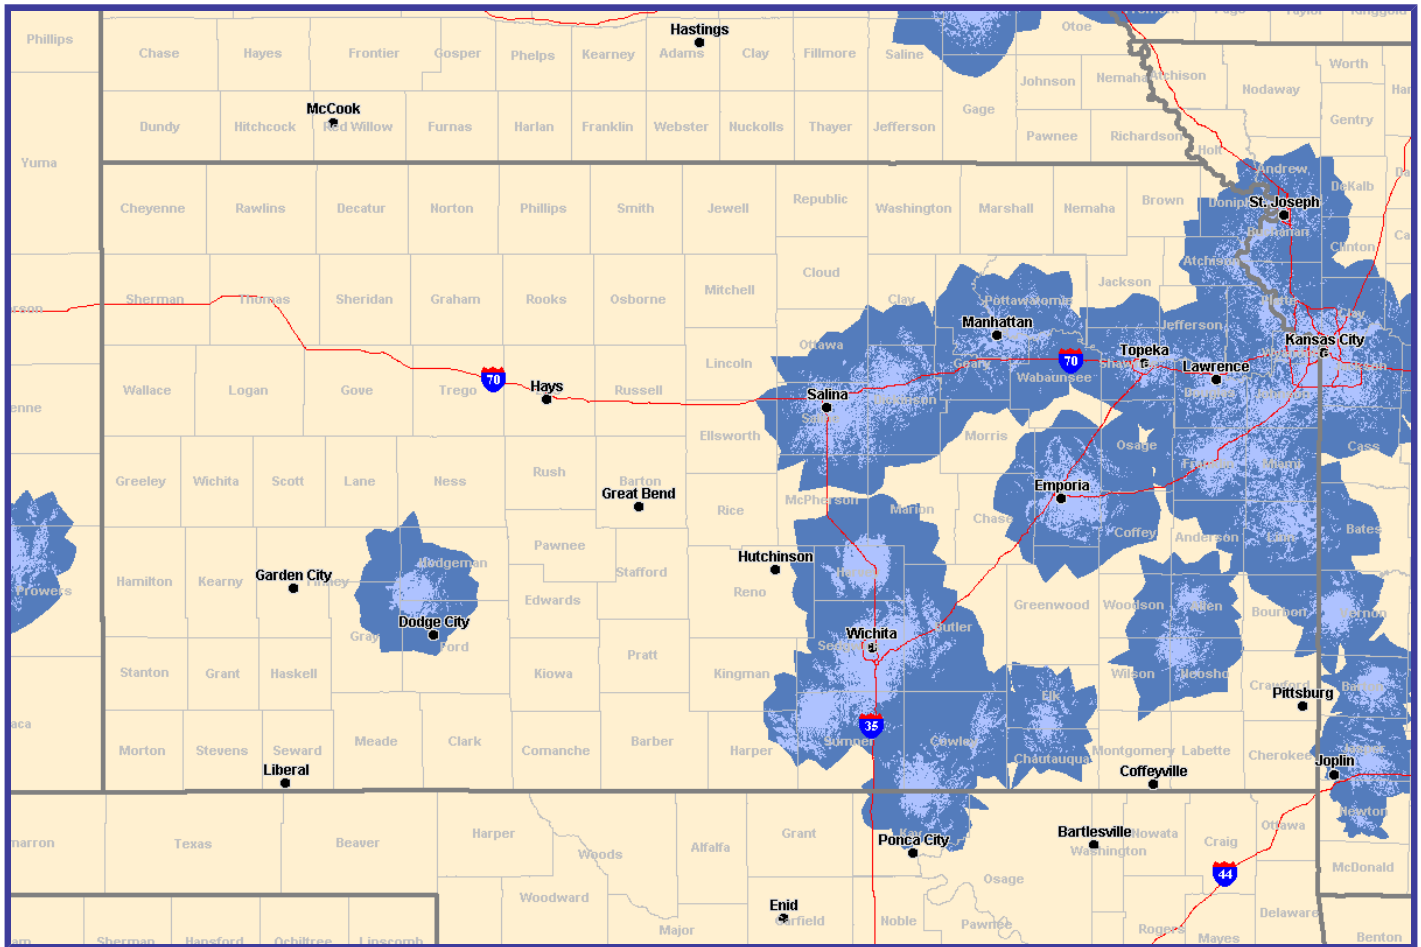 Hastings
Phillips
Chase
Hayes
Frontier
Gosper
Phelps
Kearney
Adams
Clay
Fillmore
Saline
Otoe
Johnson
Nemaha
Atchison
Nodaway
Worth
McCook
Dundy
Hitchcock
Red Willow
Furnas
Harlan
Franklin
Webster
Nuckolls
Thayer
Jefferson
Gage
Pawnee
Richardson
Holt
Gentry
Yuma
Andrew
DeKalb
Cheyenne
Rawlins
Decatur
Norton
Phillips
Smith
Jewell
Republic
Washington
Marshall
Nemaha
Brown
St. Joseph
Buchanan
Clinton
Atchison
Cloud
Mitchell
Jackson
Sherman
Thomas
Sheridan
Graham
Rooks
Osborne
Clay
Pottawatomie
Platte
Clay
Manhattan
Jefferson
Ottawa
Lincoln
Kansas City
Topeka
Lawrence
70
70
Geary
Wabaunsee
Wallace
Logan
Gove
Trego
Hays
Russell
Salina
Ellsworth
Morris
Osage
Cass
Greeley
Wichita
Scott
Lane
Ness
Rush
Barton
Great Bend
Rice
McPherson
Marion
Chase
Emporia
Coffey
Anderson
Linn
Bates
Franklin
Miami
Hamilton
Kearny
Garden City
Finney
Hodgeman
Pawnee
Stafford
Hutchinson
Reno
Edwards
Prowers
Greenwood
Woodson
Allen
Bourbon
Vernon
Dodge City
Gray
Ford
Wichita
Butler
Stanton
Grant
Haskell
Kiowa
Pratt
Kingman
Wilson
Neosho
Crawford
Pittsburg
Barton
Elk
Morton
Stevens
Seward
Meade
Clark
Comanche
Barber
Harper
35
Sumner
Cowley
Chautauqua
Montgomery
Labette
Cherokee
Liberal
Coffeyville
Joplin
Newton
Texas
Beaver
Harper
Woods
Alfalfa
Grant
Kay
Ponca City
Bartlesville
Washington
Nowata
Craig
Ottawa
McDonald
44
Woodward
Major
Enid
Garfield
Noble
Osage
Pawnee
Rogers
Mayes
Delaware
Benton
Sherman
Hansford
Ochiltree
Lipscomb